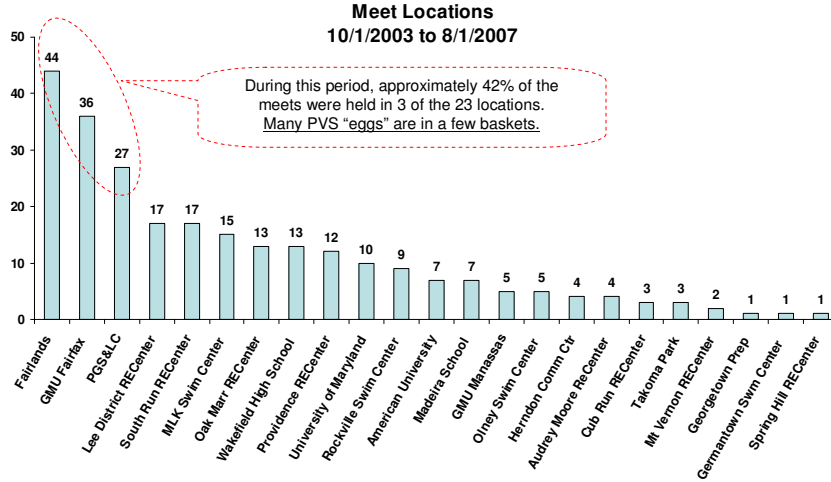 Meet Locations
10/1/2003 to 8/1/2007
During this period, approximately 42% of the
meets were held in 3 of the 23 locations.
Many PVS “eggs” are in a few baskets.
50
40
30
20
10
0
44
36
27
17
17
15
13
13
12
10
9
7
7
5
5
4
4
3
3
2
1
1
1
Fairlands
GMU Fairfax
PGS&LC
Lee District RECenter
South Run RECenter
MLK Swim Center
Oak Marr RECenter
Wakefield High School
Providence RECenter
University of Maryland
Rockville Swim Center
American University
Madeira School
GMU Manassas
Olney Swim Center
Herndon Comm Ctr
Audrey Moore ReCenter
Cub Run RECenter
Takoma Park
Mt Vernon RECenter
Georgetown Prep
Germantown Swm Center
Spring Hill RECenter